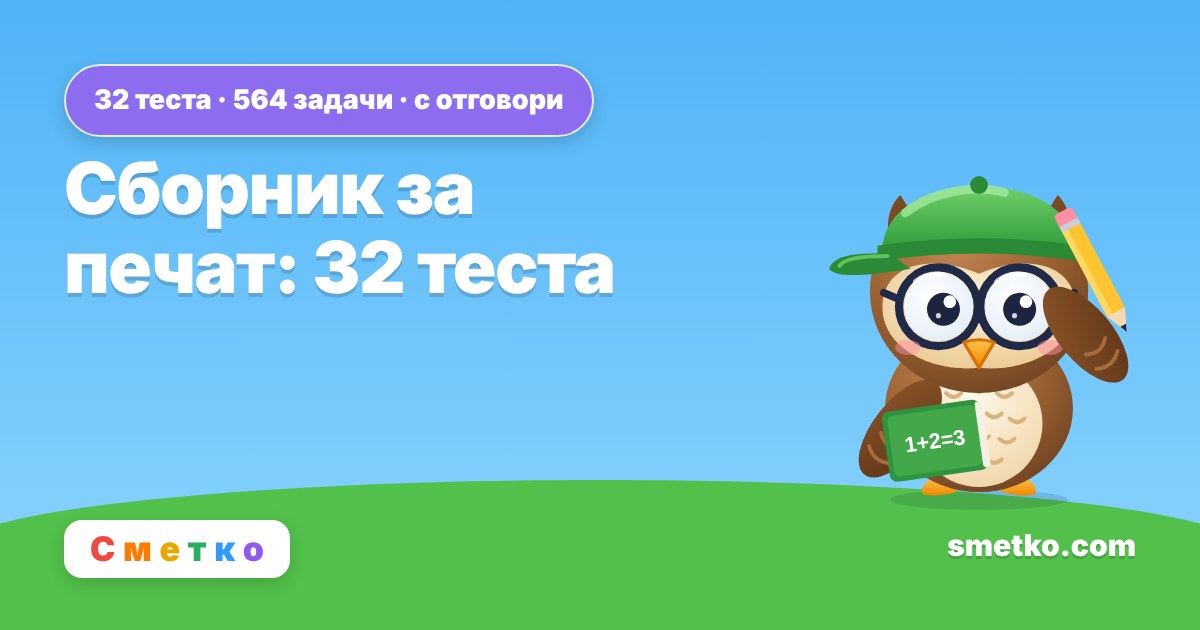 32 теста · 564 задачи · с отговори
Сборник за
печат: 32 теста
1+2=3
Сметко
smetko.com